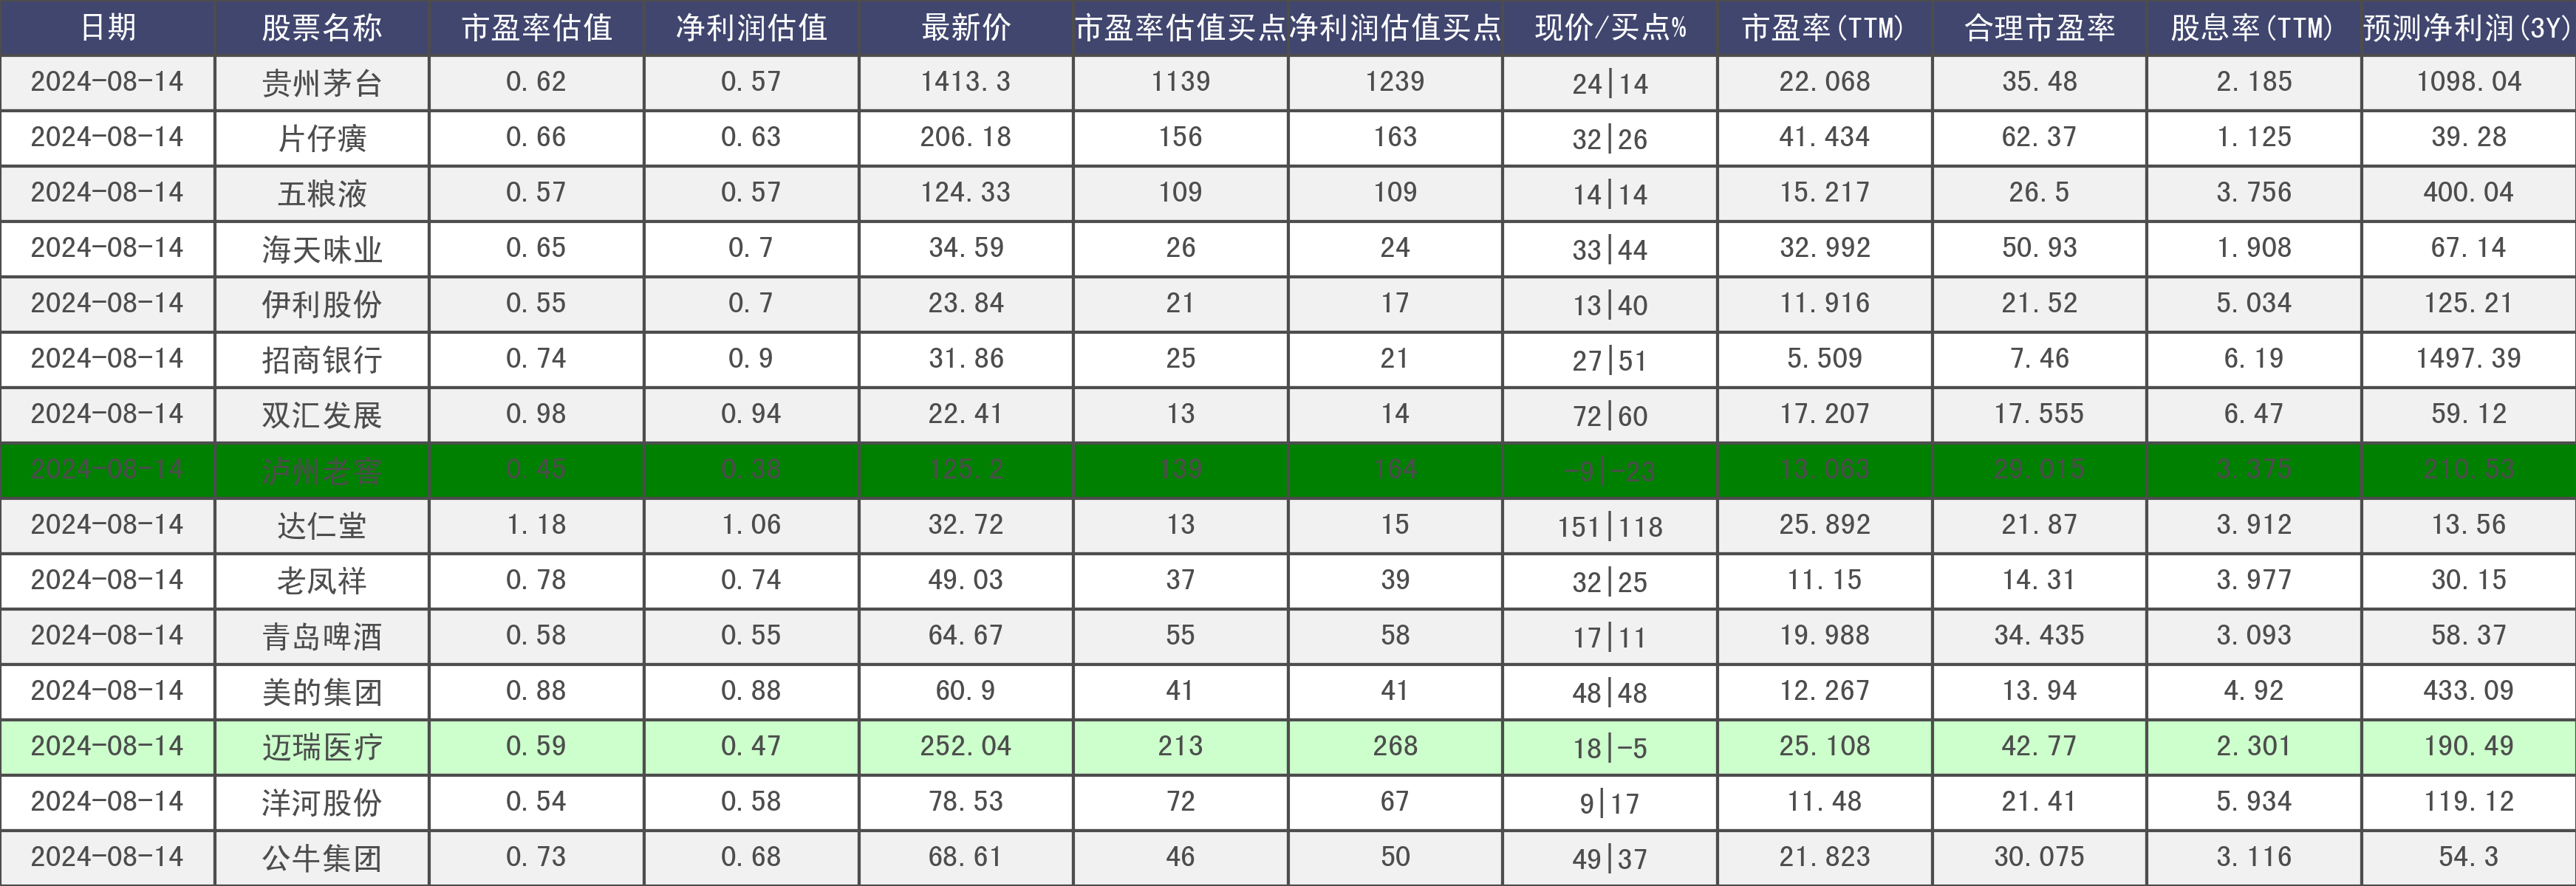 日期 股票名称 市盈率估值 净利润估值 最新价 市盈率估值买点 净利润估值买点 现价/买点% 市盈率(TTM) 合理市盈率 股息率(TTM) 预测净利润(3Y)
2024-08-14 贵州茅台 0.62 0.57 1413.3 1139 1239 24|14 22.068 35.48 2.185 1098.04
2024-08-14 片仔癀 0.66 0.63 206.18 156 163 32|26 41.434 62.37 1.125 39.28
2024-08-14 五粮液 0.57 0.57 124.33 109 109 14|14 15.217 26.5 3.756 400.04
2024-08-14 海天味业 0.65 0.7 34.59 26 24 33|44 32.992 50.93 1.908 67.14
2024-08-14 伊利股份 0.55 0.7 23.84 21 17 13|40 11.916 21.52 5.034 125.21
2024-08-14 招商银行 0.74 0.9 31.86 25 21 27|51 5.509 7.46 6.19 1497.39
2024-08-14 双汇发展 0.98 0.94 22.41 13 14 72|60 17.207 17.555 6.47 59.12
2024-08-14 泸州老窖 0.45 0.38 125.2 139 164 -9|-23 13.063 29.015 3.375 210.53
2024-08-14 达仁堂 1.18 1.06 32.72 13 15 151|118 25.892 21.87 3.912 13.56
2024-08-14 老凤祥 0.78 0.74 49.03 37 39 32|25 11.15 14.31 3.977 30.15
2024-08-14 青岛啤酒 0.58 0.55 64.67 55 58 17|11 19.988 34.435 3.093 58.37
2024-08-14 美的集团 0.88 0.88 60.9 41 41 48|48 12.267 13.94 4.92 433.09
2024-08-14 迈瑞医疗 0.59 0.47 252.04 213 268 18|-5 25.108 42.77 2.301 190.49
2024-08-14 洋河股份 0.54 0.58 78.53 72 67 9|17 11.48 21.41 5.934 119.12
2024-08-14 公牛集团 0.73 0.68 68.61 46 50 49|37 21.823 30.075 3.116 54.3